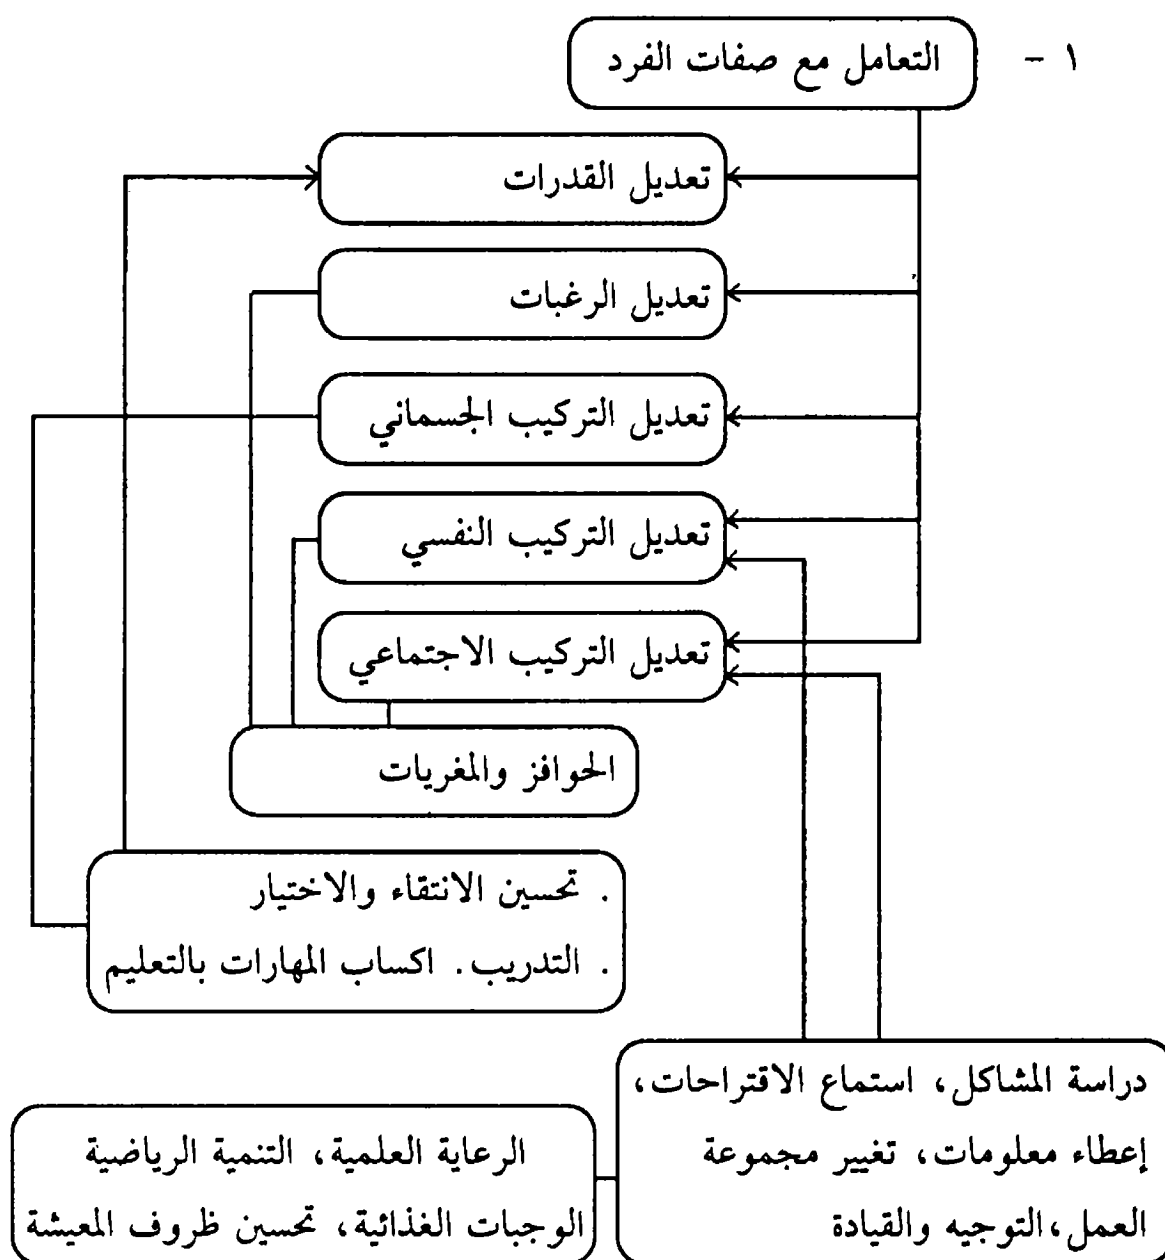 ١ - التعامل مع صفات الفرد
تعديل القدرات
تعديل الرغبات
تعديل التركيب الجسماني
تعديل التركيب النفسي
تعديل التركيب الاجتماعي
الحوافز والمغريات
. تحسين الانتقاء والاختيار
. التدريب. اكساب المهارات بالتعليم
دراسة المشاكل، استماع الاقتراحات،
إعطاء معلومات، تغيير مجموعة
العمل،التوجيه والقيادة
الرعاية العلمية، التنمية الرياضية
الوجبات الغذائية، تحسين ظروف المعيشة